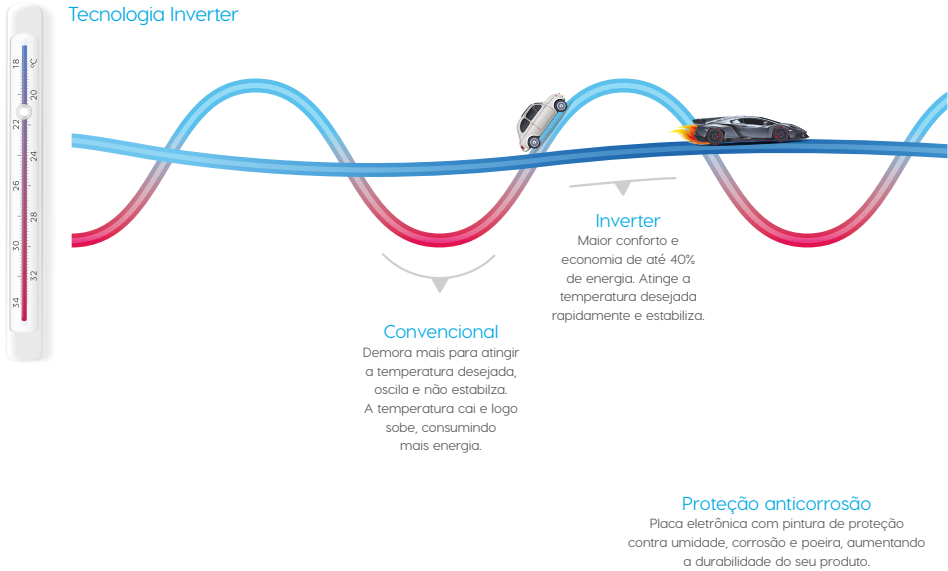 Tecnologia Inverter
18
°C
20
22
24
26
28
30
32
34
Inverter
Maior conforto e
economia de até 40%
de energia. Atinge a
temperatura desejada
rapidamente e estabiliza.
Convencional
Demora mais para atingir
a temperatura desejada,
oscila e não estabilza.
A temperatura cai e logo
sobe, consumindo
mais energia.
Proteção anticorrosão
Placa eletrônica com pintura de proteção
contra umidade, corrosão e poeira, aumentando
a durabilidade do seu produto.